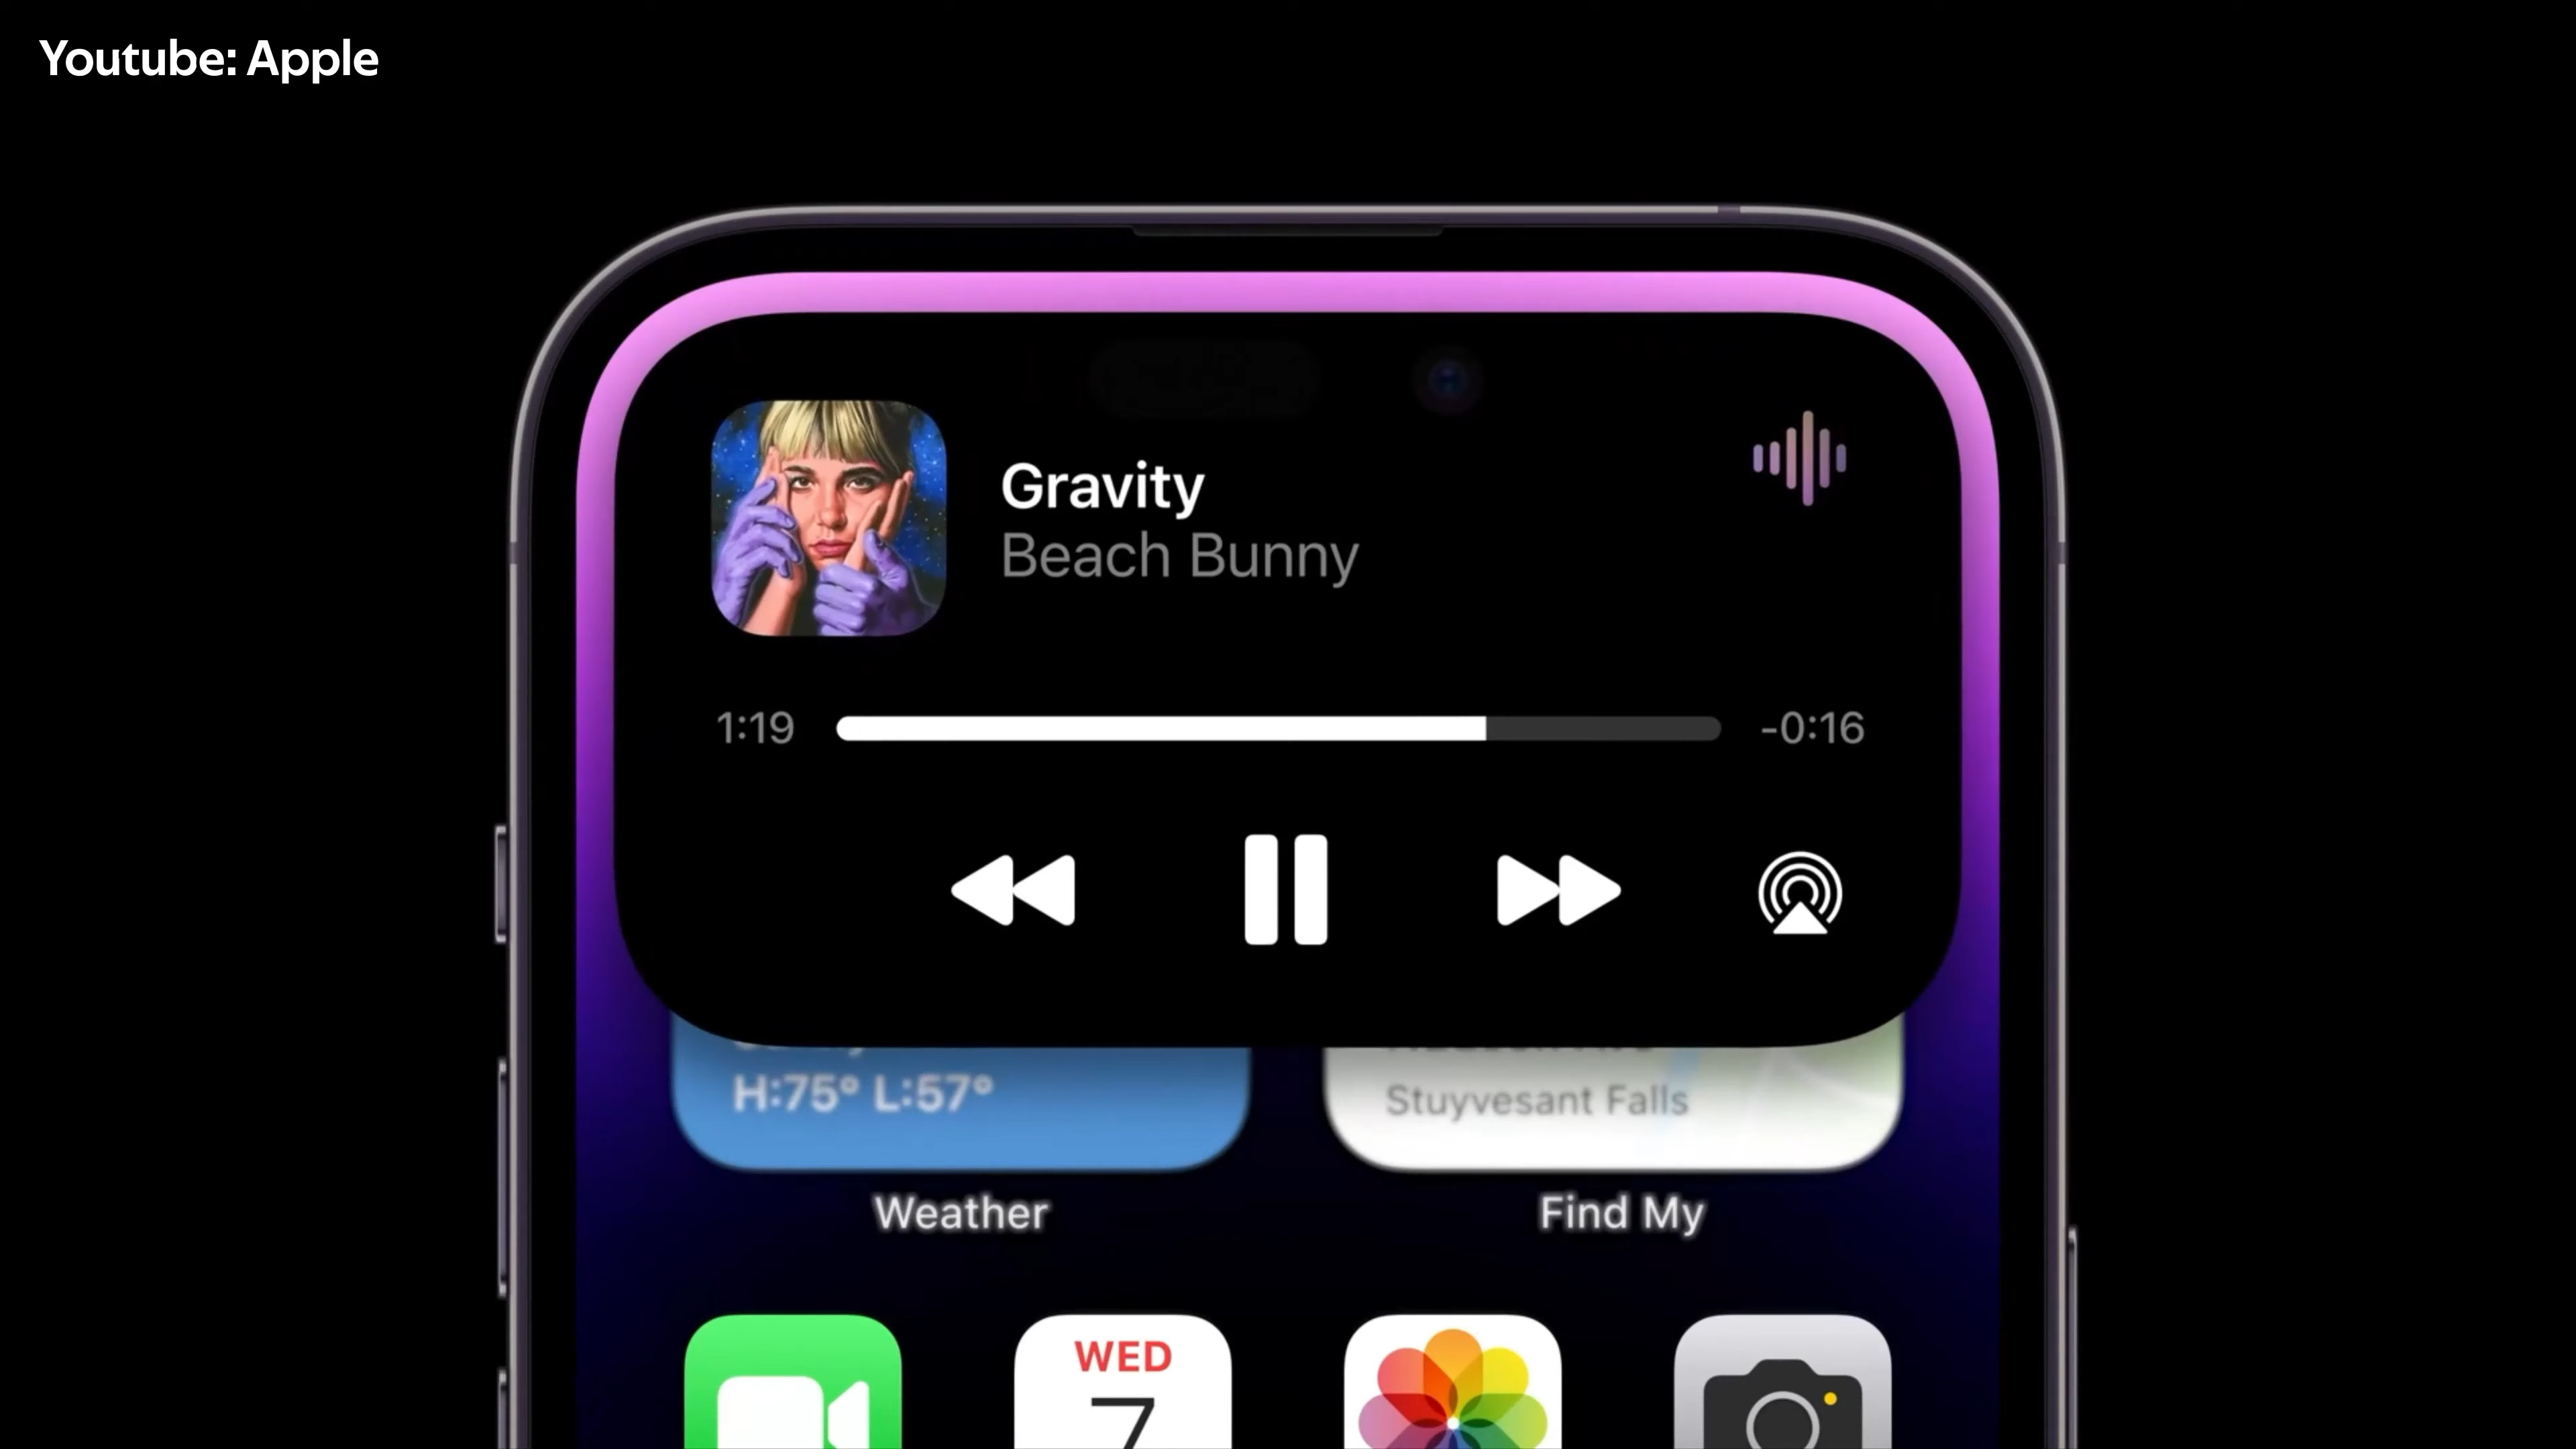 Youtube: Apple
Gravity
Beach Bunny
1:19
-0:16
H:75° L:57°
Stuyvesant Falls
Weather
Find My
WED
7